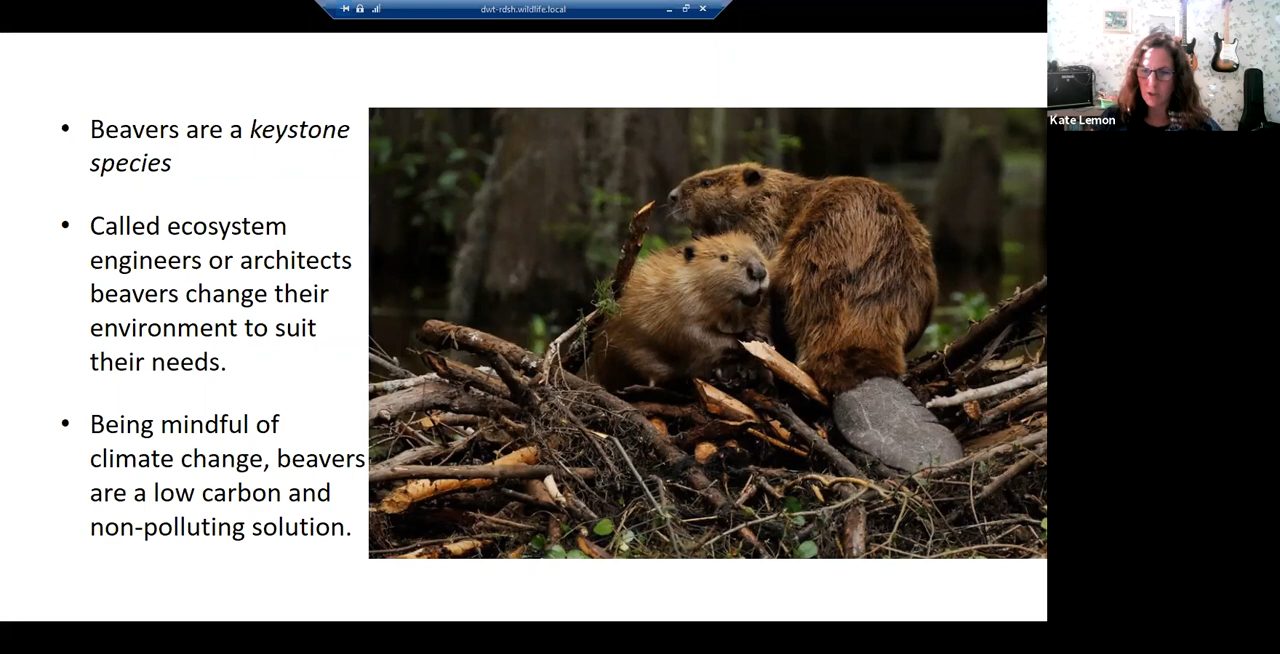 dwt-rdsh.wildlife.local
• Beavers are a keystone
species
• Called ecosystem
engineers or architects
beavers change their
environment to suit
their needs.
• Being mindful of
climate change, beavers
are a low carbon and
non-polluting solution.
Kate Lemon